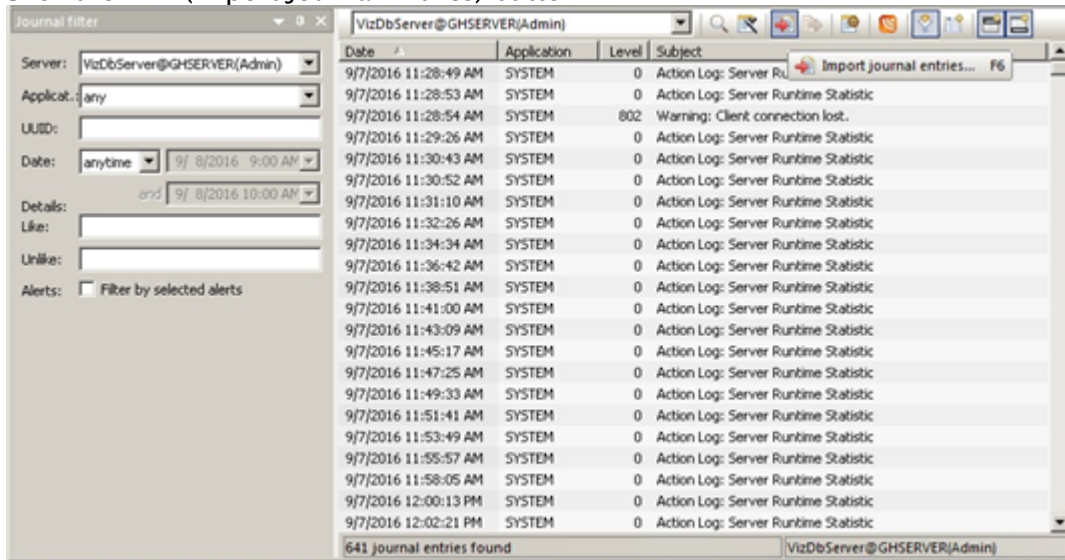 Journal filter
Server: VizDbServer@GHSERVER(Admin)
Applicat.: any
UUID:
Date: anytime 9/ 8/2016 9:00 AM
and 9/ 8/2016 10:00 AM
Details:
Like:
Unlike:
Alerts: Filter by selected alerts
VizDbServer@GHSERVER(Admin)
Date Application Level Subject
Import journal entries... F6
9/7/2016 11:28:49 AM SYSTEM 0 Action Log: Server Ru
9/7/2016 11:28:53 AM SYSTEM 0 Action Log: Server Runtime Statistic
9/7/2016 11:28:54 AM SYSTEM 802 Warning: Client connection lost.
9/7/2016 11:29:26 AM SYSTEM 0 Action Log: Server Runtime Statistic
9/7/2016 11:30:43 AM SYSTEM 0 Action Log: Server Runtime Statistic
9/7/2016 11:30:52 AM SYSTEM 0 Action Log: Server Runtime Statistic
9/7/2016 11:31:10 AM SYSTEM 0 Action Log: Server Runtime Statistic
9/7/2016 11:32:26 AM SYSTEM 0 Action Log: Server Runtime Statistic
9/7/2016 11:34:34 AM SYSTEM 0 Action Log: Server Runtime Statistic
9/7/2016 11:36:42 AM SYSTEM 0 Action Log: Server Runtime Statistic
9/7/2016 11:38:51 AM SYSTEM 0 Action Log: Server Runtime Statistic
9/7/2016 11:41:00 AM SYSTEM 0 Action Log: Server Runtime Statistic
9/7/2016 11:43:09 AM SYSTEM 0 Action Log: Server Runtime Statistic
9/7/2016 11:45:17 AM SYSTEM 0 Action Log: Server Runtime Statistic
9/7/2016 11:47:25 AM SYSTEM 0 Action Log: Server Runtime Statistic
9/7/2016 11:49:33 AM SYSTEM 0 Action Log: Server Runtime Statistic
9/7/2016 11:51:41 AM SYSTEM 0 Action Log: Server Runtime Statistic
9/7/2016 11:53:49 AM SYSTEM 0 Action Log: Server Runtime Statistic
9/7/2016 11:55:57 AM SYSTEM 0 Action Log: Server Runtime Statistic
9/7/2016 11:58:05 AM SYSTEM 0 Action Log: Server Runtime Statistic
9/7/2016 12:00:13 PM SYSTEM 0 Action Log: Server Runtime Statistic
9/7/2016 12:02:21 PM SYSTEM 0 Action Log: Server Runtime Statistic
641 journal entries found VizDbServer@GHSERVER(Admin)